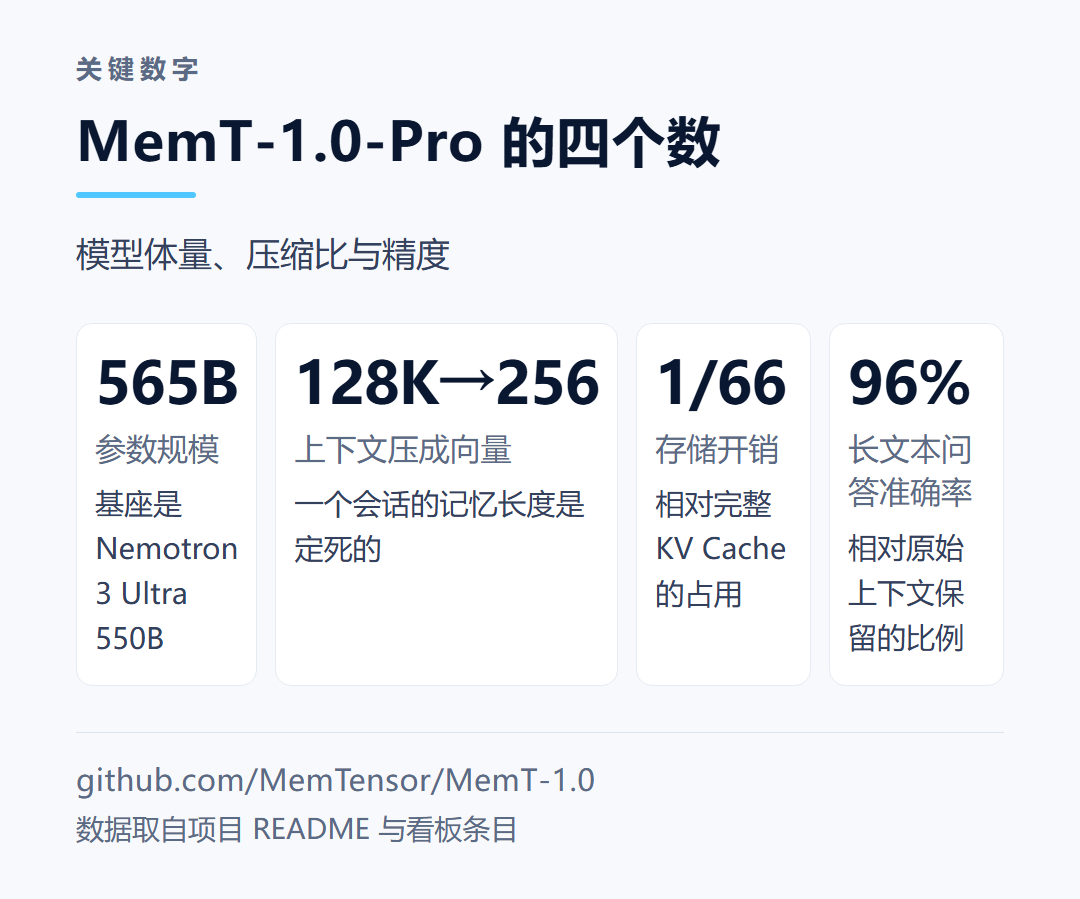 关键数字
MemT-1.0-Pro 的四个数
模型体量、压缩比与精度
565B
参数规模
基座是
Nemotron
3 Ultra
550B
128K→256
上下文压成向量
一个会话的记忆长度是
定死的
1/66
存储开销
相对完整
KV Cache
的占用
96%
长文本问
答准确率
相对原始
上下文保
留的比例
github.com/MemTensor/MemT-1.0
数据取自项目 README 与看板条目